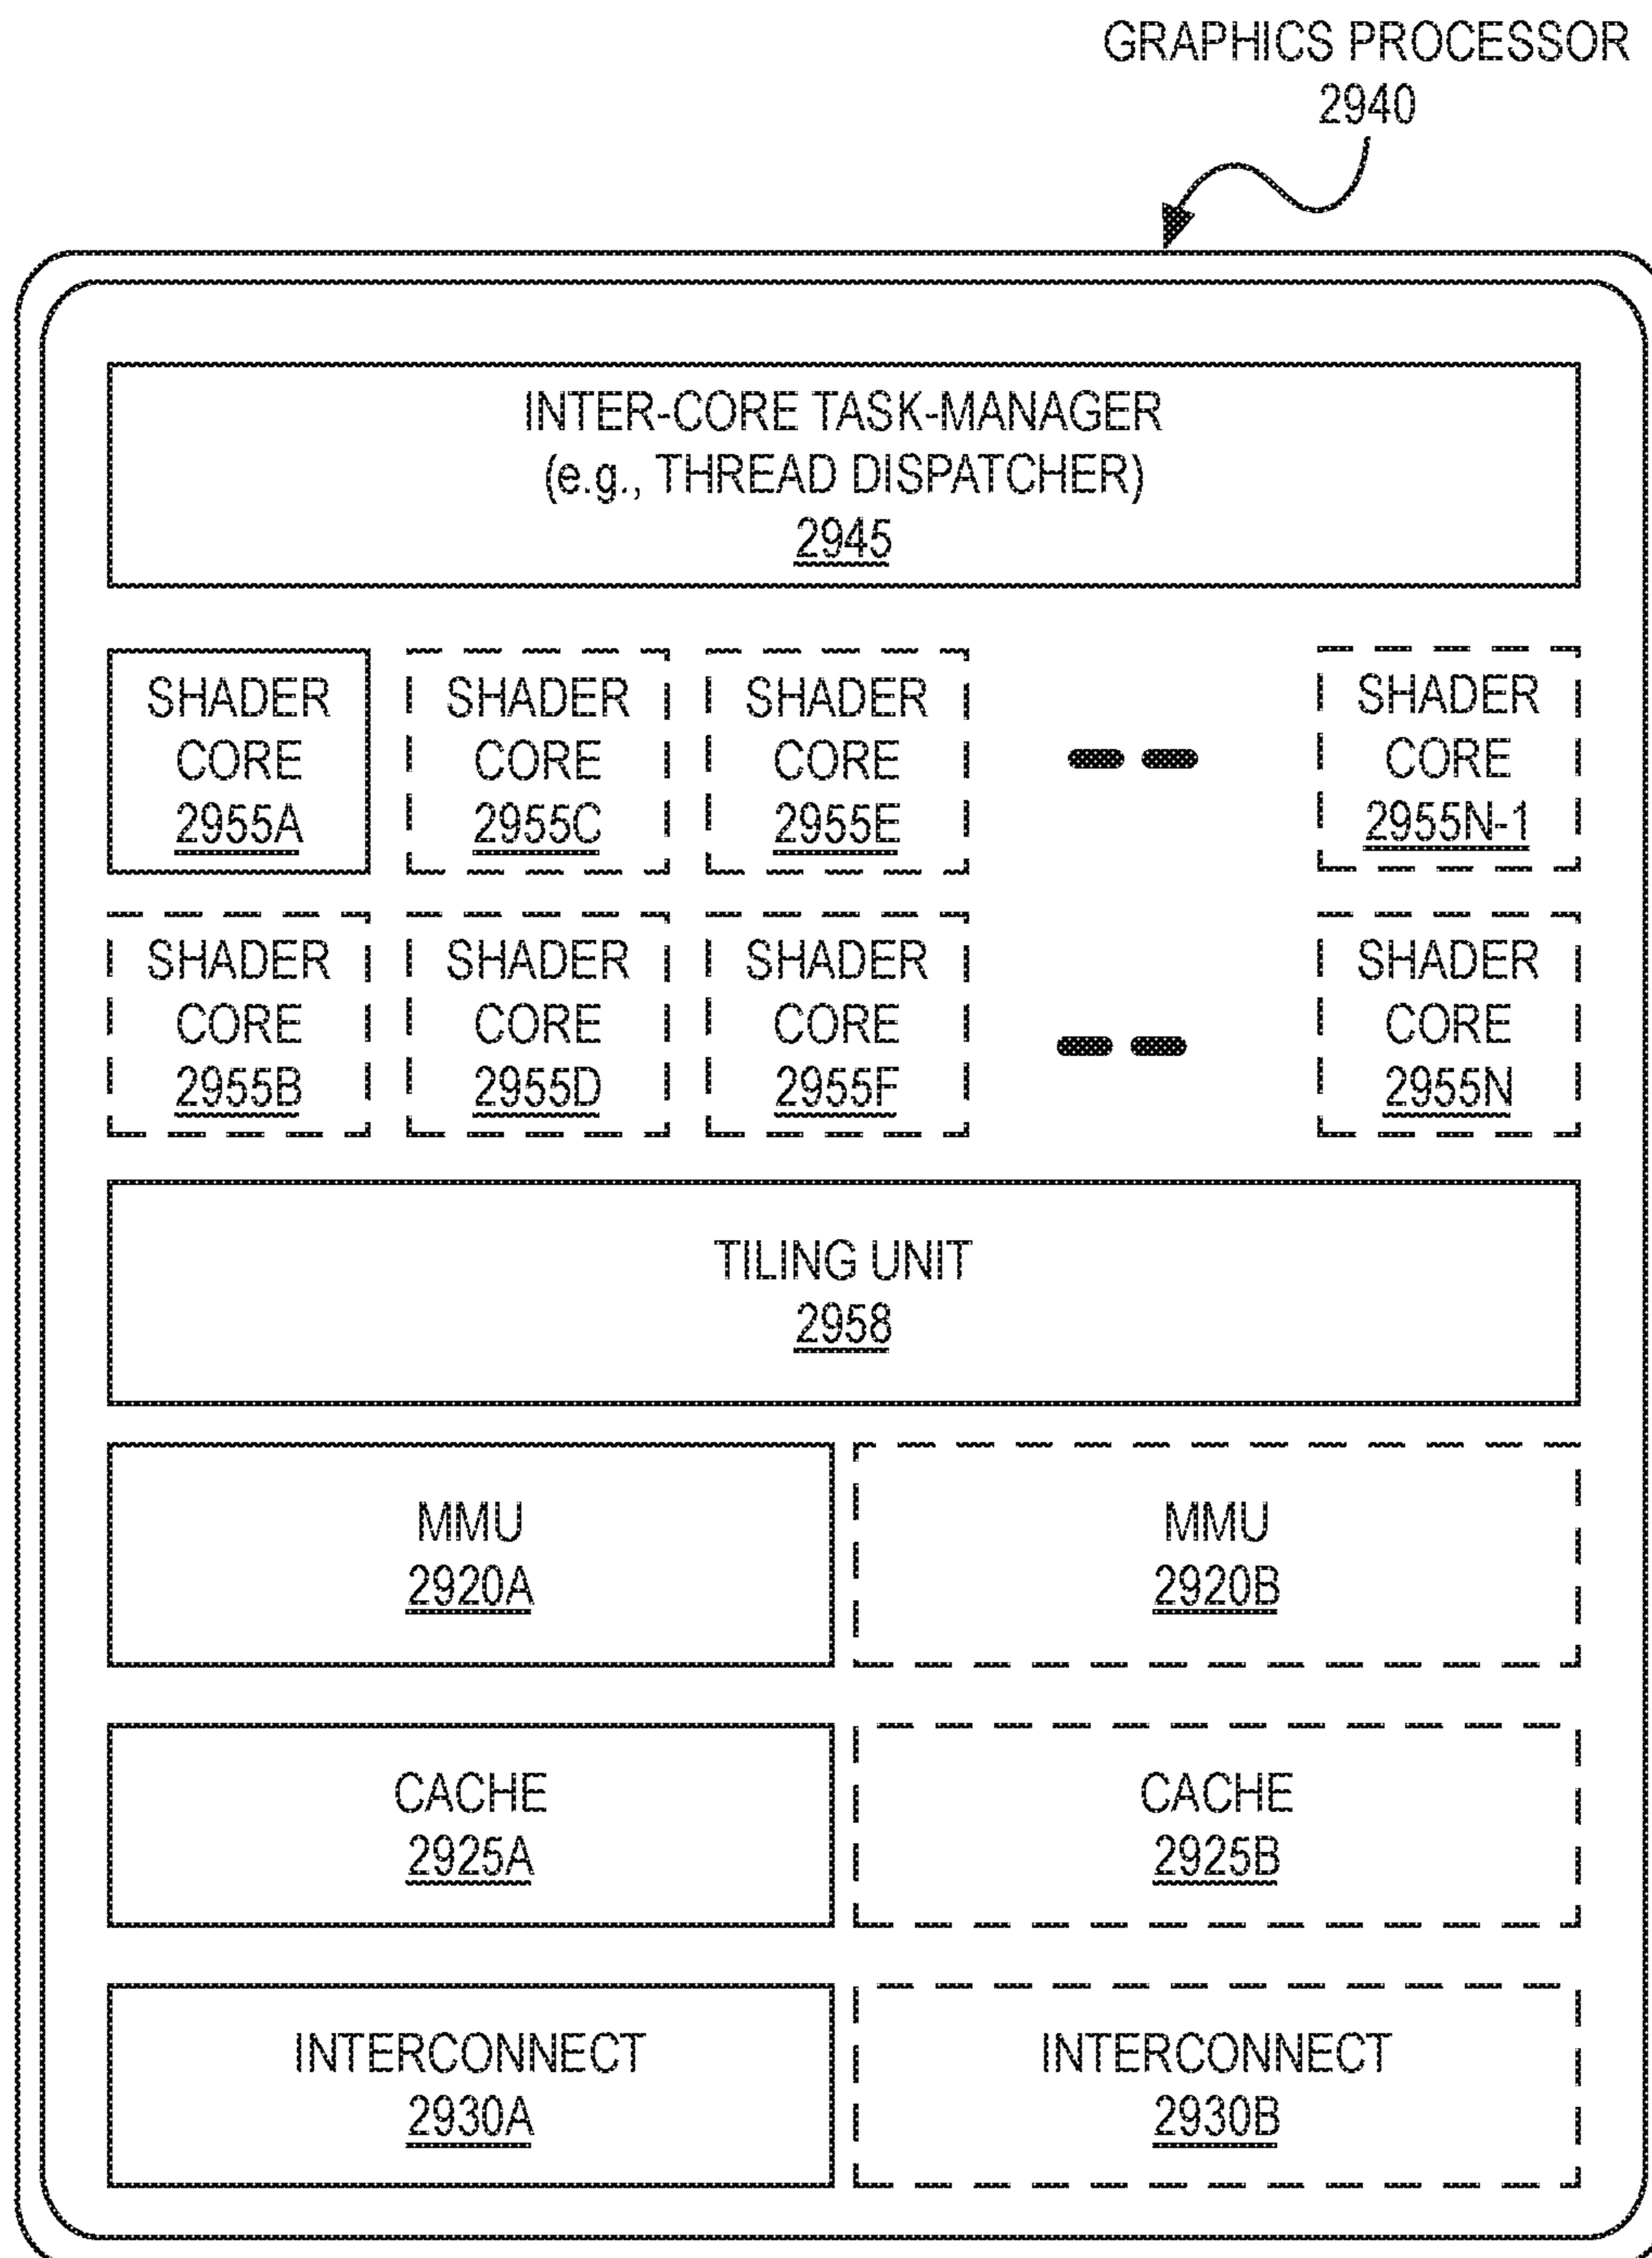 GRAPHICS PROCESSOR
2940
INTER-CORE TASK-MANAGER
(e.g., THREAD DISPATCHER)
2945
SHADER
CORE
2955A
SHADER
CORE
2955C
SHADER
CORE
2955E
SHADER
CORE
2955N-1
SHADER
CORE
2955B
SHADER
CORE
2955D
SHADER
CORE
2955F
SHADER
CORE
2955N
TILING UNIT
2958
MMU
2920A
MMU
2920B
CACHE
2925A
CACHE
2925B
INTERCONNECT
2930A
INTERCONNECT
2930B